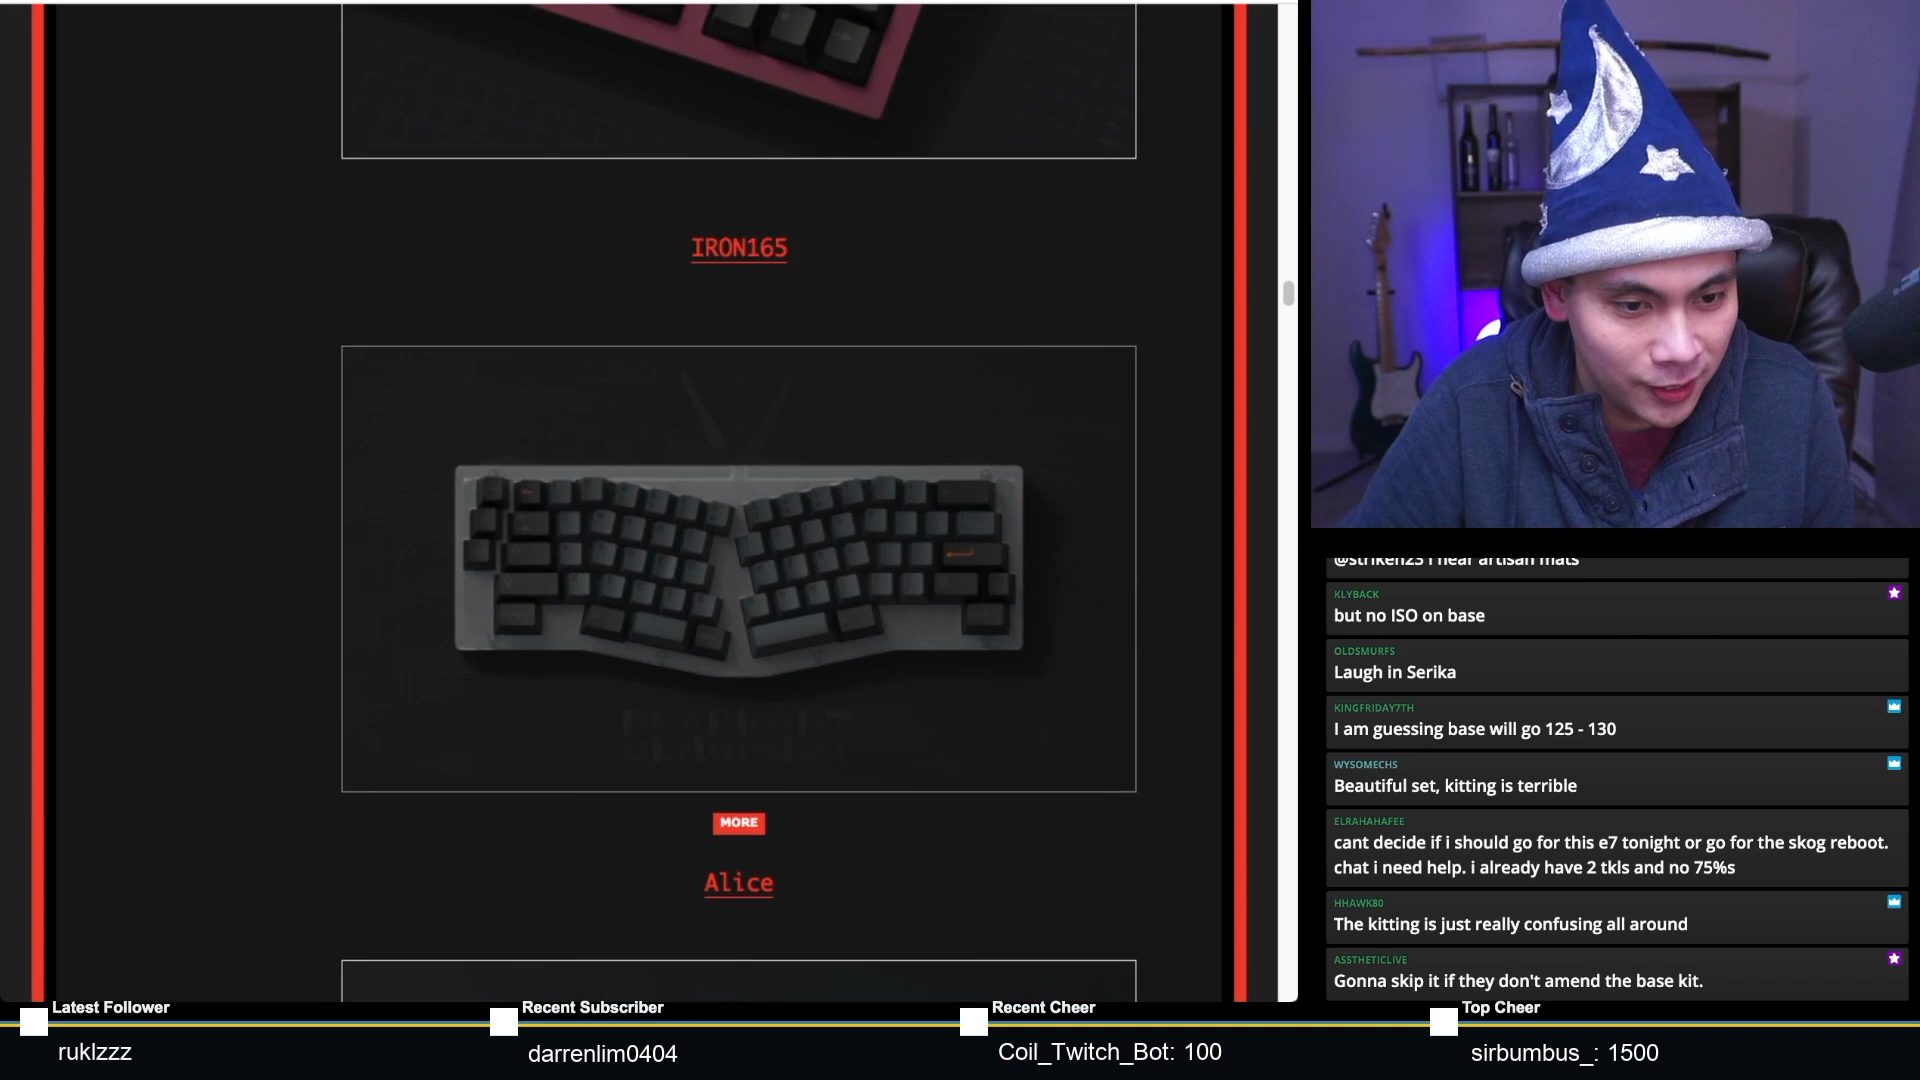 IRON165
MORE
Alice
@striken23 i hear artisan mats
KLYBACK
but no ISO on base
OLDSMURFS
Laugh in Serika
KINGFRIDAY7TH
I am guessing base will go 125 - 130
WYSOMECHS
Beautiful set, kitting is terrible
ELRAHAHAFEE
cant decide if i should go for this e7 tonight or go for the skog reboot.
chat i need help. i already have 2 tkls and no 75%s
HHAWK80
The kitting is just really confusing all around
ASSTHETICLIVE
Gonna skip it if they don't amend the base kit.
Latest Follower
ruklzzz
Recent Subscriber
darrenlim0404
Recent Cheer
Coil_Twitch_Bot: 100
Top Cheer
sirbumbus_: 1500